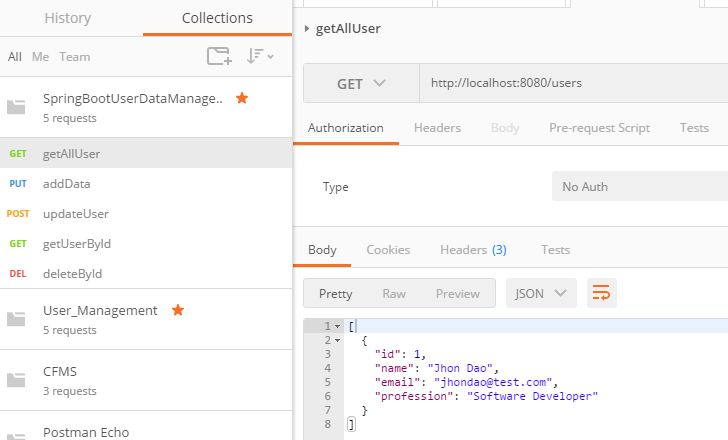 History Collections
All Me Team
SpringBootUserDataManage..
5 requests
GET getAllUser
PUT addData
POST updateUser
GET getUserById
DEL deleteById
User_Management
5 requests
CFMS
3 requests
Postman Echo
getAllUser
GET http://localhost:8080/users
Authorization Headers Body Pre-request Script Tests
Type No Auth
Body Cookies Headers (3) Tests
Pretty Raw Preview JSON
1 [
2 {
3 "id": 1,
4 "name": "Jhon Dao",
5 "email": "jhondao@test.com",
6 "profession": "Software Developer"
7 }
8 ]